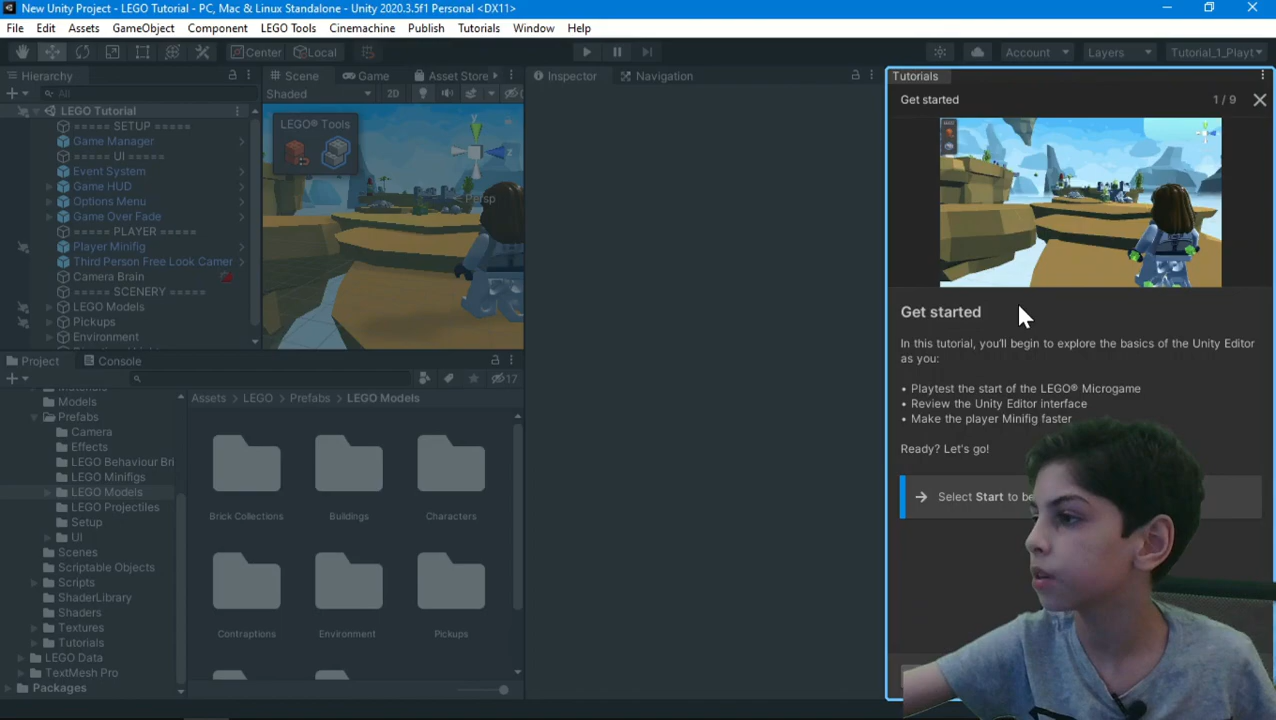 New Unity Project - LEGO Tutorial - PC, Mac & Linux Standalone - Unity 2020.3.5f1 Personal <DX11>
File Edit Assets GameObject Component LEGO Tools Cinemachine Publish Tutorials Window Help
Center Local Account Layers Tutorial_1_Playt
Hierarchy
All
LEGO Tutorial
===== SETUP =====
Game Manager
===== UI =====
Event System
Game HUD
Options Menu
Game Over Fade
===== PLAYER =====
Player Minifig
Third Person Free Look Camer
Camera Brain
===== SCENERY =====
LEGO Models
Pickups
Environment
Scene Game Asset Store
Shaded 2D
LEGO® Tools
y
z
Persp
Inspector Navigation
Tutorials
Get started 1 / 9
Get started
In this tutorial, you'll begin to explore the basics of the Unity Editor
as you:
• Playtest the start of the LEGO® Microgame
• Review the Unity Editor interface
• Make the player Minifig faster
Ready? Let's go!
Select Start to be
Project Console
17
Models
Prefabs
Camera
Effects
LEGO Behaviour Bri
LEGO Minifigs
LEGO Models
LEGO Projectiles
Setup
UI
Scenes
Scriptable Objects
Scripts
ShaderLibrary
Shaders
Textures
Tutorials
LEGO Data
TextMesh Pro
Packages
Assets > LEGO > Prefabs > LEGO Models
Brick Collections Buildings Characters
Contraptions Environment Pickups